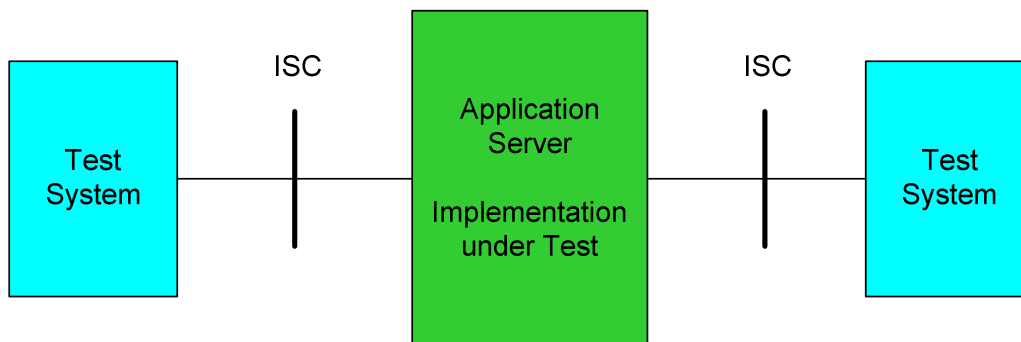 ISC
ISC
Test
System
Application
Server
Implementation
under Test
Test
System